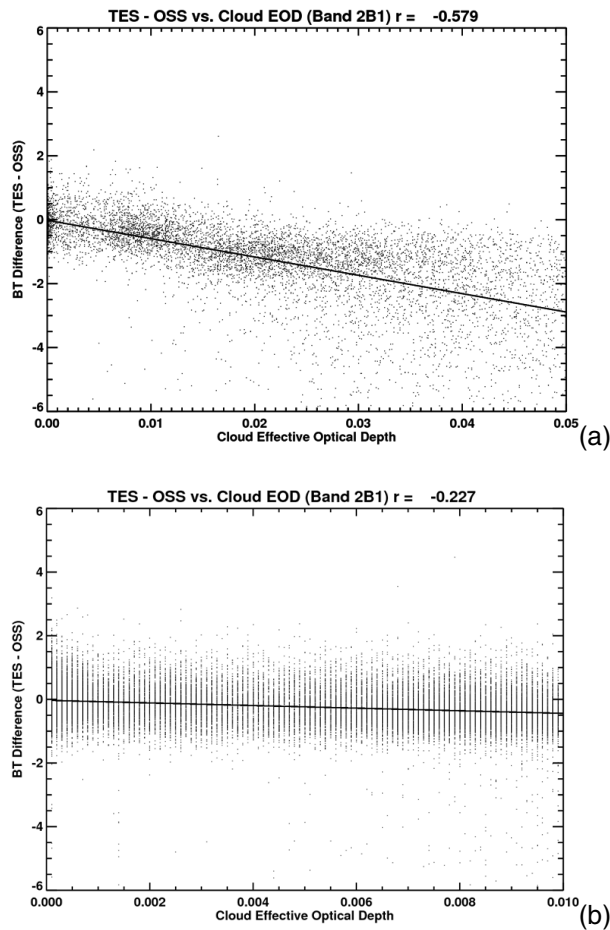 TES - OSS vs. Cloud EOD (Band 2B1) r = -0.579
6
4
2
0
-2
-4
-6
BT Difference (TES - OSS)
0.00 0.01 0.02 0.03 0.04 0.05
Cloud Effective Optical Depth
(a)
TES - OSS vs. Cloud EOD (Band 2B1) r = -0.227
6
4
2
0
-2
-4
-6
BT Difference (TES - OSS)
0.000 0.002 0.004 0.006 0.008 0.010
Cloud Effective Optical Depth
(b)